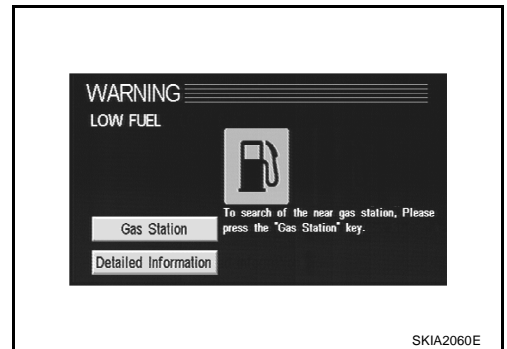 WARNING
LOW FUEL
To search of the near gas station, Please
press the "Gas Station" key.
Gas Station
Detailed Information
SKIA2060E